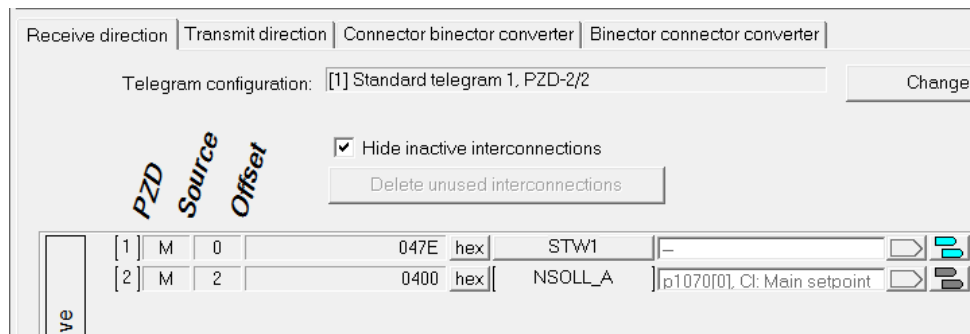 Receive direction Transmit direction Connector binector converter Binector connector converter
Telegram configuration: [1] Standard telegram 1, PZD-2/2 Change
PZD Source Offset
Hide inactive interconnections
Delete unused interconnections
[1] M 0 047E hex STW1 –
[2] M 2 0400 hex [ NSOLL_A ] p1070[0], CI: Main setpoint
ve